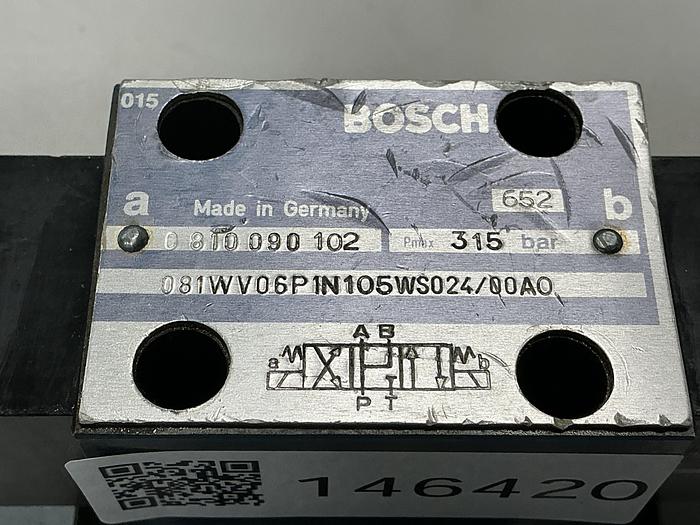 015
BOSCH
652
a b
Made in Germany
0 810 090 102 Pmax 315 bar
081WV06P1N105WS024/00A0
A B
a b
P T
146420